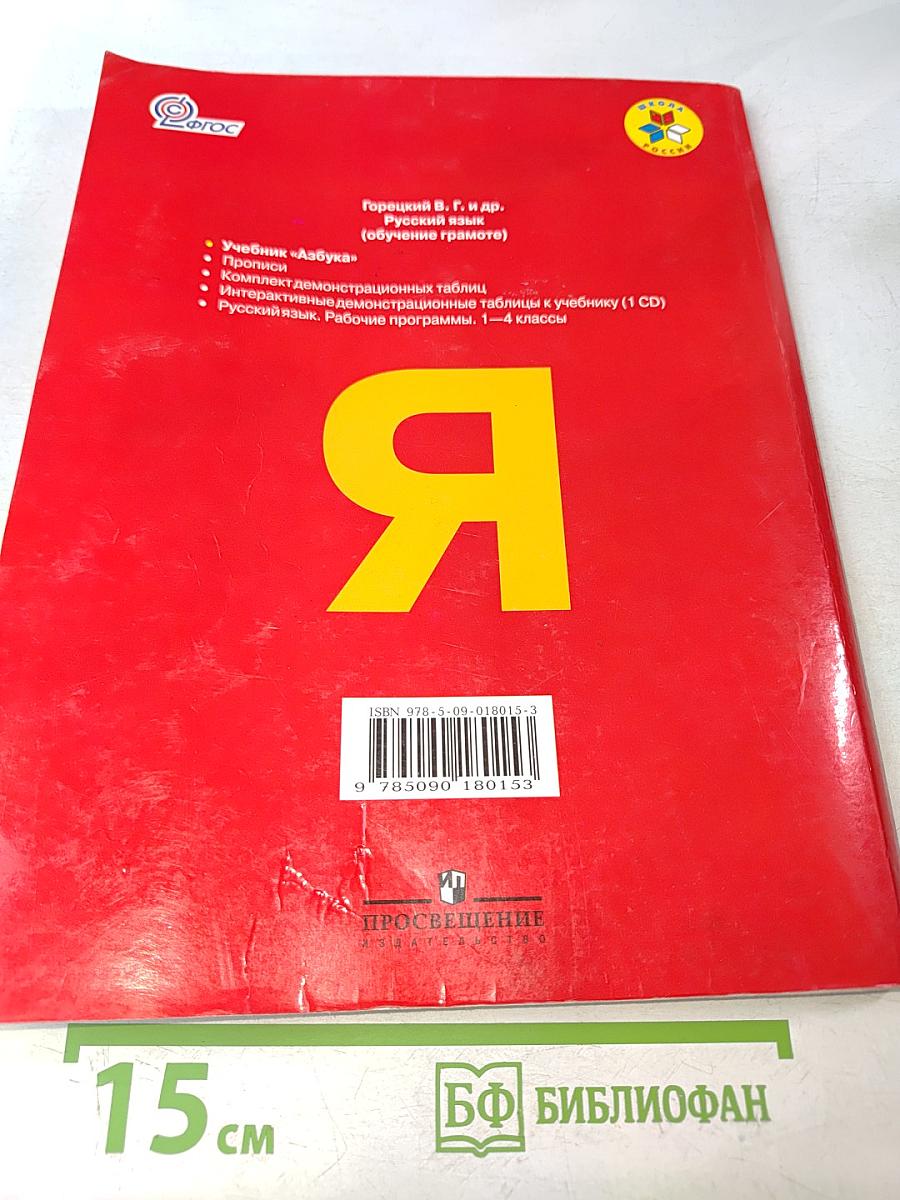 ФГОС
ШКОЛА
РОССИИ
Горецкий В. Г. и др.
Русский язык
(обучение грамоте)
• Учебник «Азбука»
• Прописи
• Комплект демонстрационных таблиц
• Интерактивные демонстрационные таблицы к учебнику (1 CD)
• Русский язык. Рабочие программы. 1—4 классы
Я
ISBN 978-5-09-018015-3
9 785090 180153
ИП
ПРОСВЕЩЕНИЕ
ИЗДАТЕЛЬСТВО
15 см
БФ БИБЛИОФАН